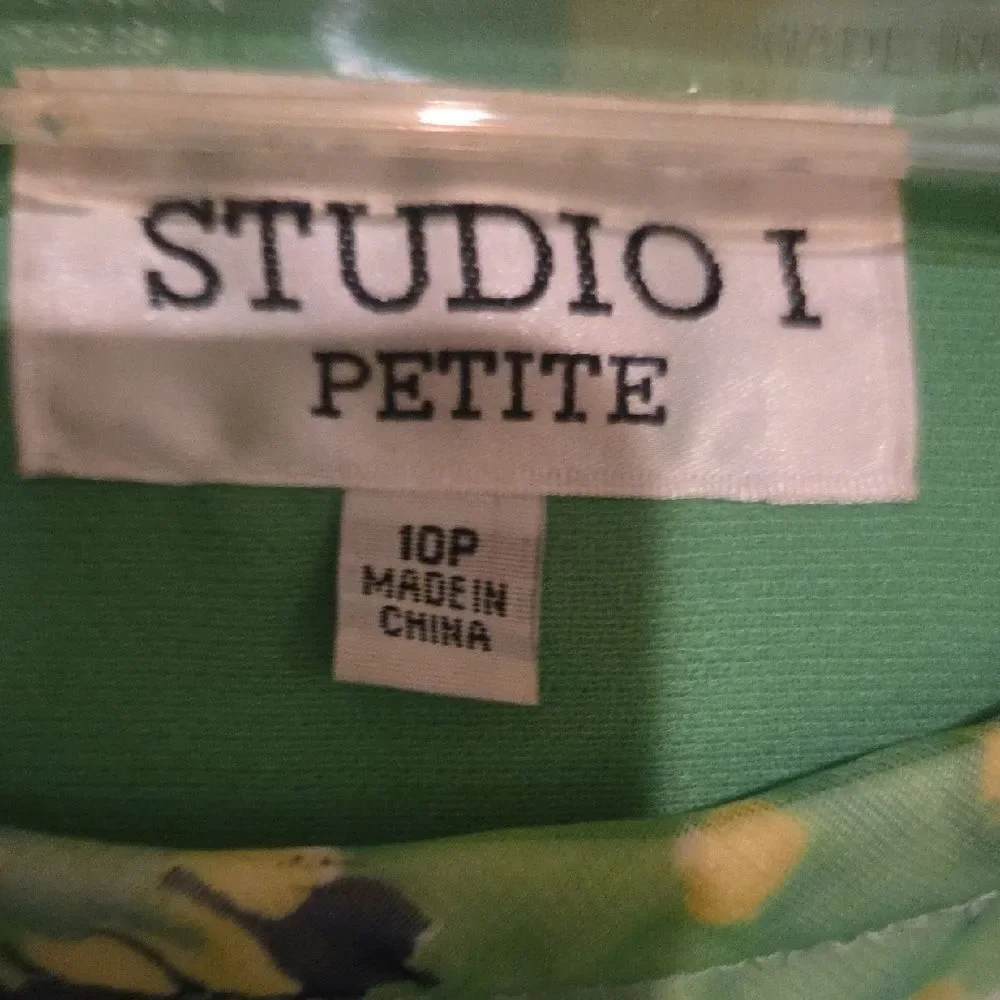 STUDIO I
PETITE
10P
MADE IN
CHINA